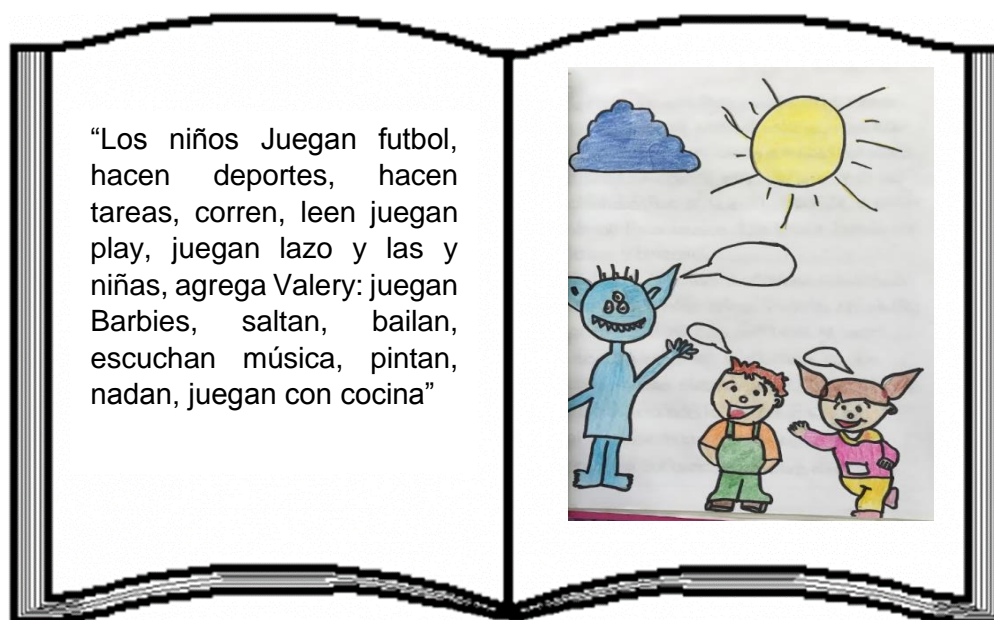 “Los niños Juegan futbol,
hacen deportes, hacen
tareas, corren, leen juegan
play, juegan lazo y las y
niñas, agrega Valery: juegan
Barbies, saltan, bailan,
escuchan música, pintan,
nadan, juegan con cocina”